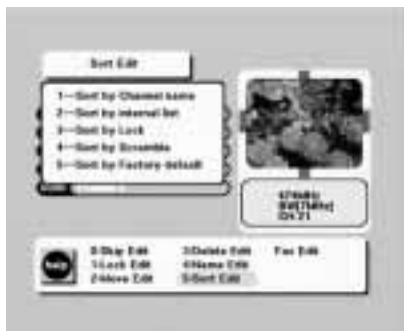 Sort Edit
1—Sort by Channel name
2—Sort by internal list
3—Sort by Lock
4—Sort by Scramble
5—Sort by Factory default
474MHz
BW[7MHz]
CH 21
help
0:Skip Edit 3:Delete Edit Fav Edit
1:Lock Edit 4:Name Edit
2:Move Edit 5:Sort Edit